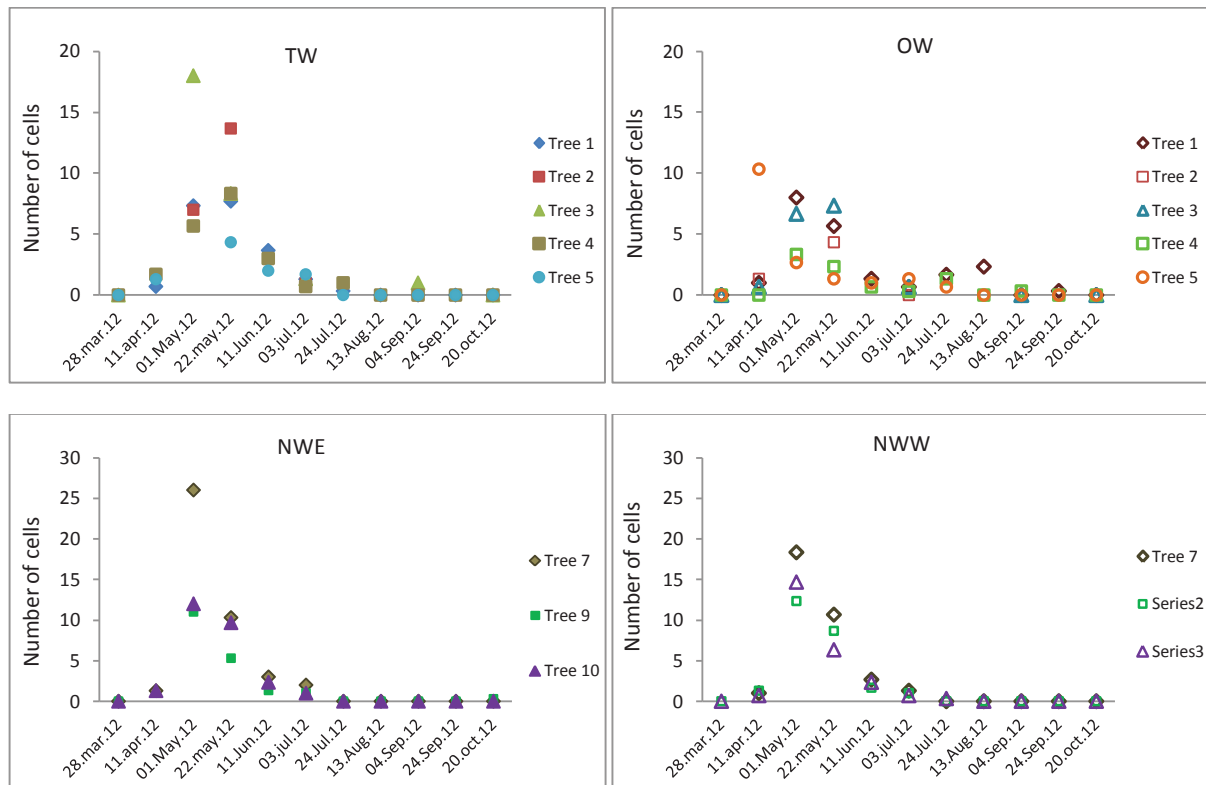 TW
Number of cells
20
15
10
5
0
28.mar.12
11.apr.12
01.May.12
22.may.12
11.Jun.12
03.jul.12
24.Jul.12
13.Aug.12
04.Sep.12
24.Sep.12
20.oct.12
Tree 1
Tree 2
Tree 3
Tree 4
Tree 5
OW
Number of cells
20
15
10
5
0
28.mar.12
11.apr.12
01.May.12
22.may.12
11.Jun.12
03.jul.12
24.Jul.12
13.Aug.12
04.Sep.12
24.Sep.12
20.oct.12
Tree 1
Tree 2
Tree 3
Tree 4
Tree 5
NWE
Number of cells
30
25
20
15
10
5
0
28.mar.12
11.apr.12
01.May.12
22.may.12
11.Jun.12
03.jul.12
24.Jul.12
13.Aug.12
04.Sep.12
24.Sep.12
20.oct.12
Tree 7
Tree 9
Tree 10
NWW
Number of cells
30
25
20
15
10
5
0
28.mar.12
11.apr.12
01.May.12
22.may.12
11.Jun.12
03.jul.12
24.Jul.12
13.Aug.12
04.Sep.12
24.Sep.12
20.oct.12
Tree 7
Series2
Series3